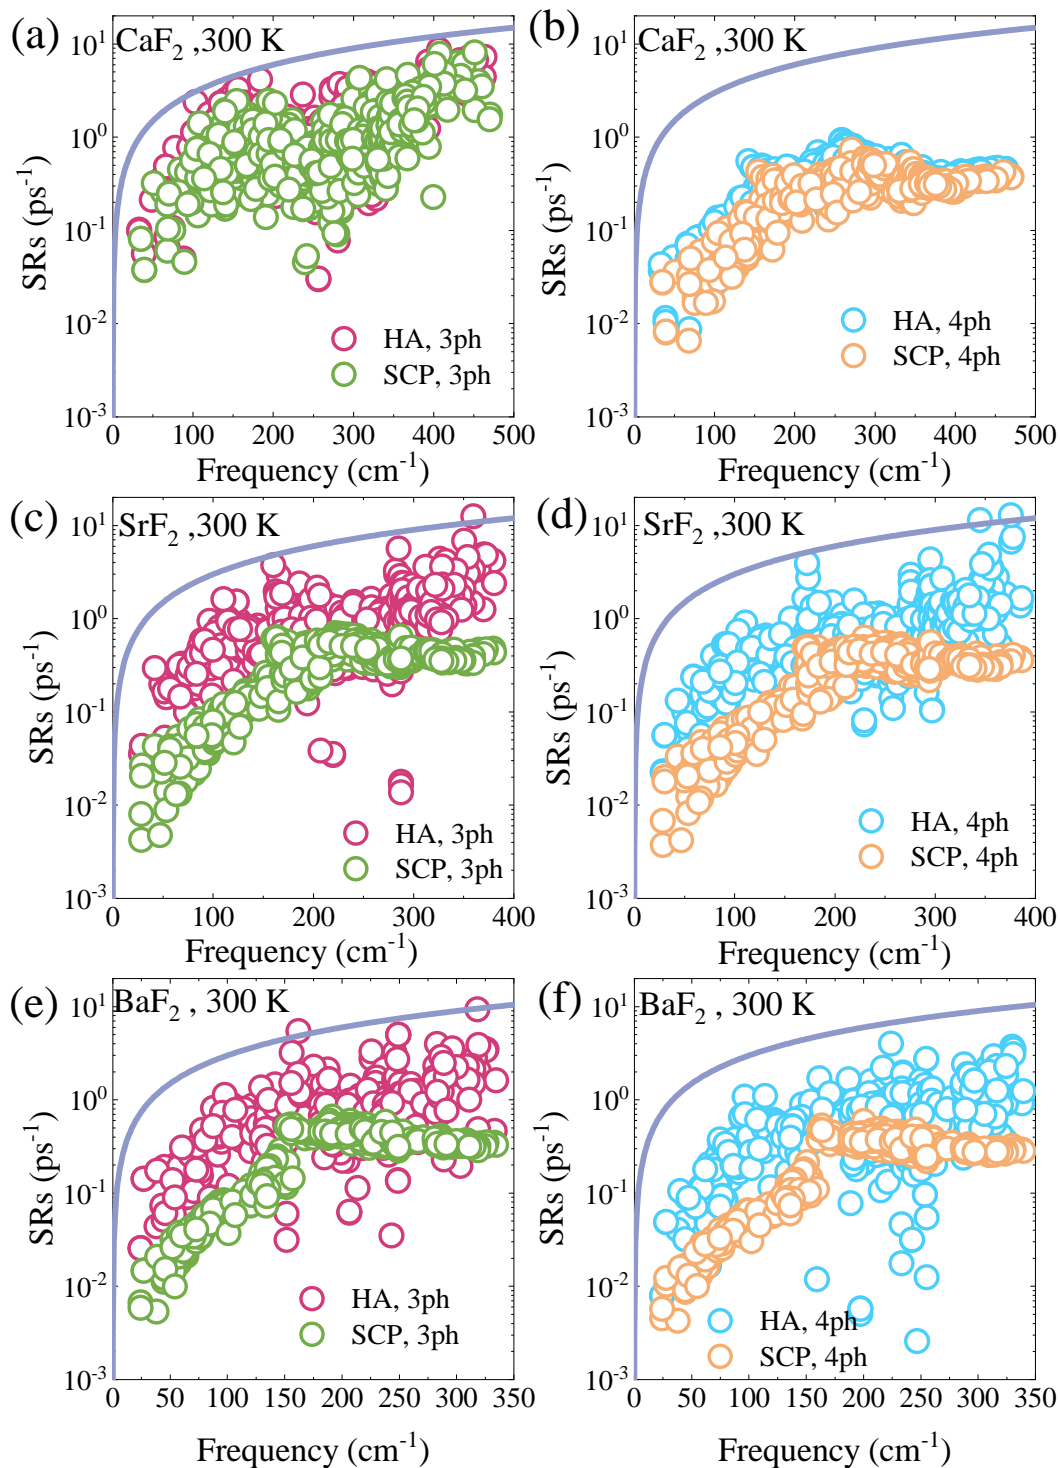 (a)
CaF2 ,300 K
SRs (ps-1)
10^1
10^0
10^-1
10^-2
10^-3
HA, 3ph
SCP, 3ph
0 100 200 300 400 500
Frequency (cm-1)
(b)
CaF2 ,300 K
SRs (ps-1)
10^1
10^0
10^-1
10^-2
10^-3
HA, 4ph
SCP, 4ph
0 100 200 300 400 500
Frequency (cm-1)
(c)
SrF2 ,300 K
SRs (ps-1)
10^1
10^0
10^-1
10^-2
10^-3
HA, 3ph
SCP, 3ph
0 100 200 300 400
Frequency (cm-1)
(d)
SrF2 ,300 K
SRs (ps-1)
10^1
10^0
10^-1
10^-2
10^-3
HA, 4ph
SCP, 4ph
0 100 200 300 400
Frequency (cm-1)
(e)
BaF2 , 300 K
SRs (ps-1)
10^1
10^0
10^-1
10^-2
10^-3
HA, 3ph
SCP, 3ph
0 50 100 150 200 250 300 350
Frequency (cm-1)
(f)
BaF2 , 300 K
SRs (ps-1)
10^1
10^0
10^-1
10^-2
10^-3
HA, 4ph
SCP, 4ph
0 50 100 150 200 250 300 350
Frequency (cm-1)